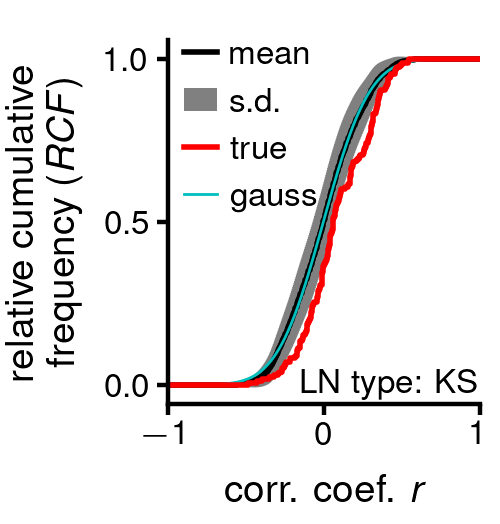 relative cumulative
frequency (RCF)
1.0
0.5
0.0
mean
s.d.
true
gauss
LN type: KS
−1
0
1
corr. coef. r